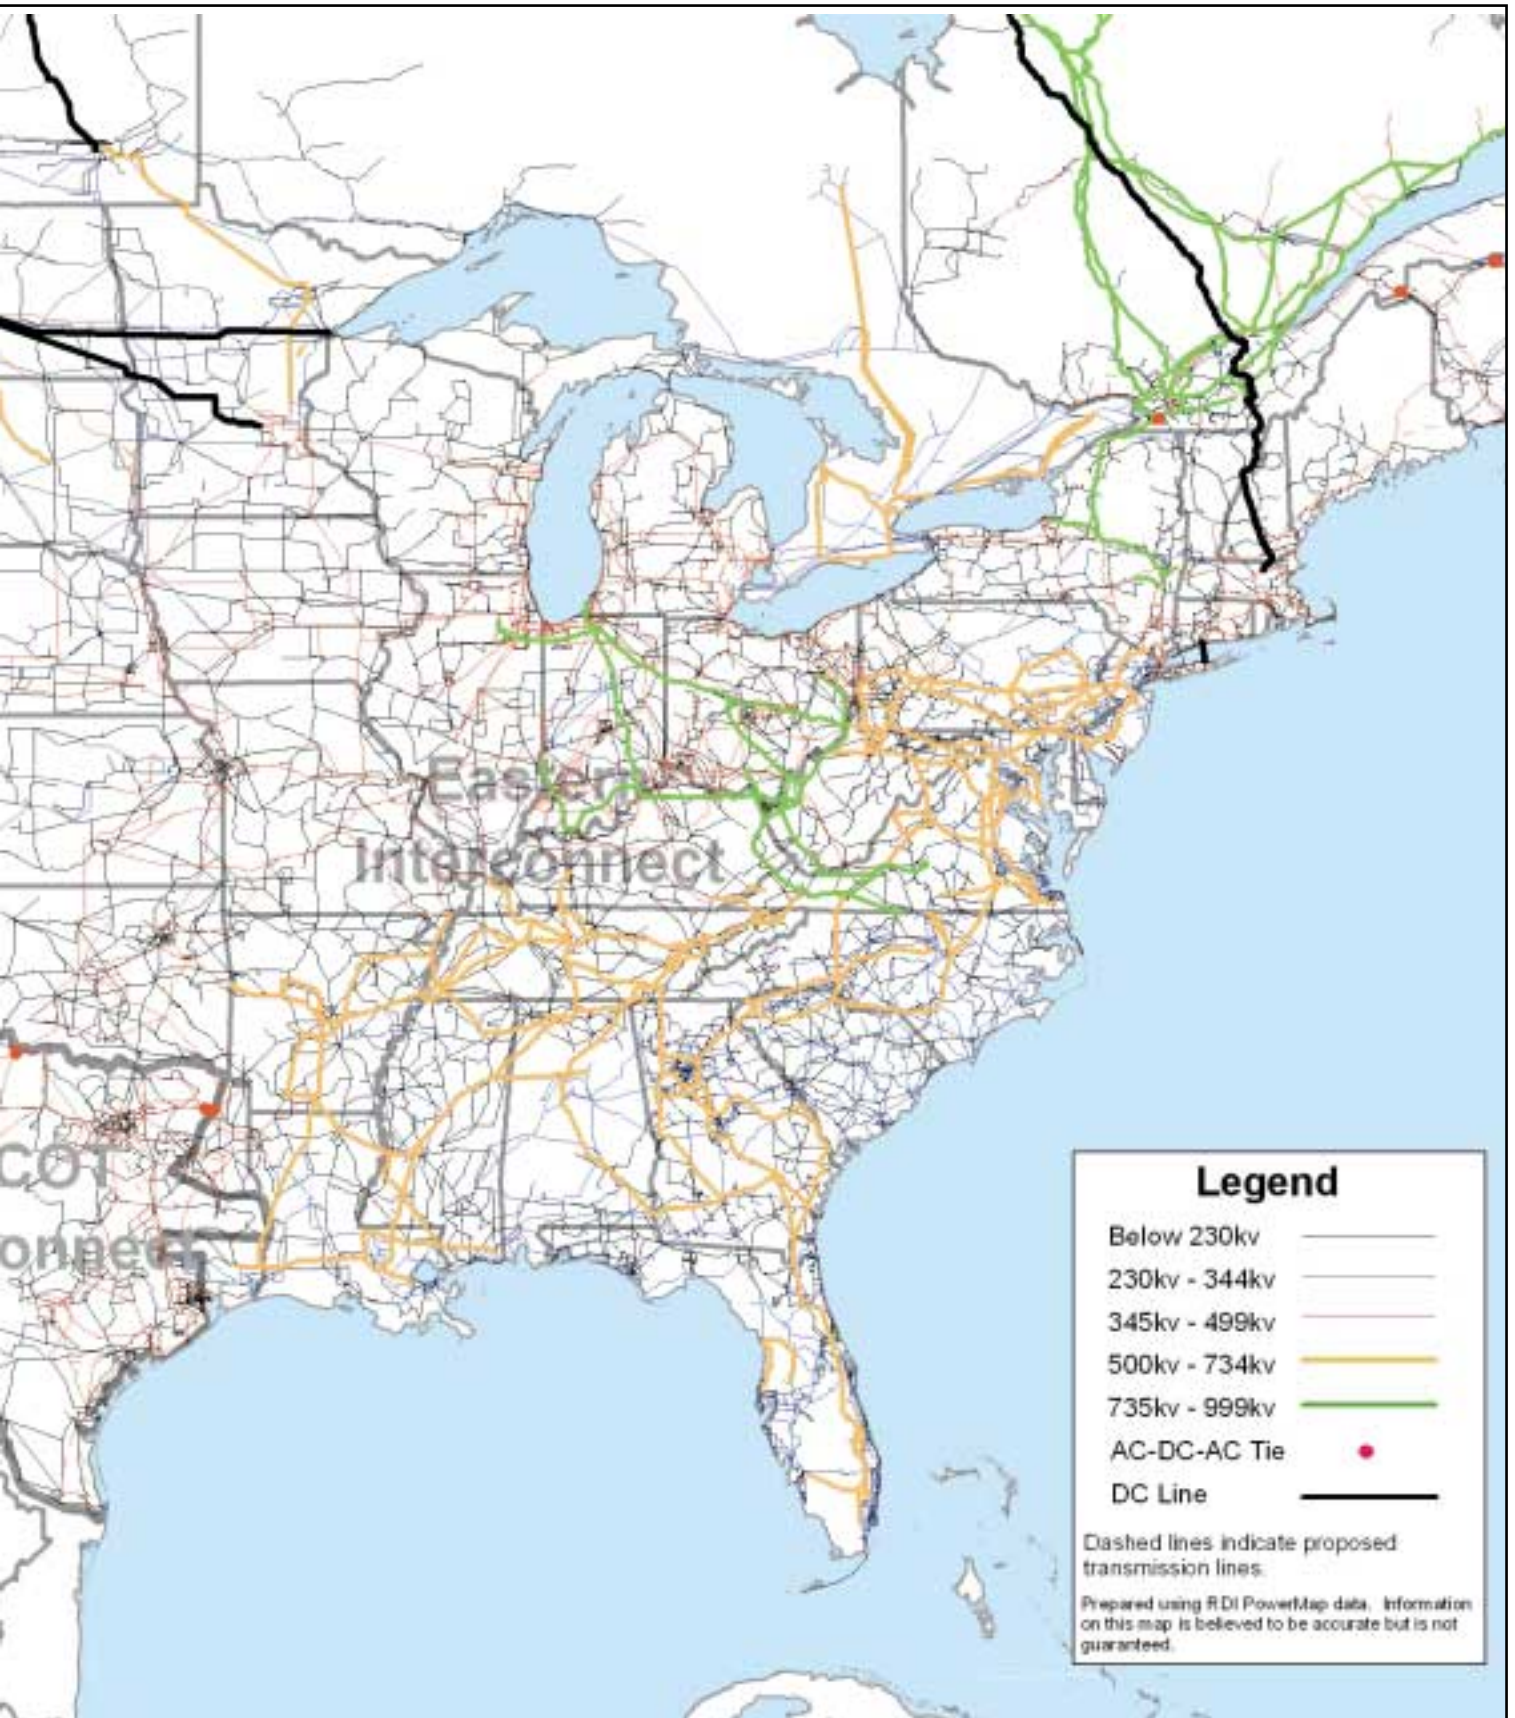 Eastern
Interconnect
COT
onnect
Legend
Below 230kv
230kv - 344kv
345kv - 499kv
500kv - 734kv
735kv - 999kv
AC-DC-AC Tie
DC Line
Dashed lines indicate proposed
transmission lines.
Prepared using RDI PowerMap data. Information
on this map is believed to be accurate but is not
guaranteed.